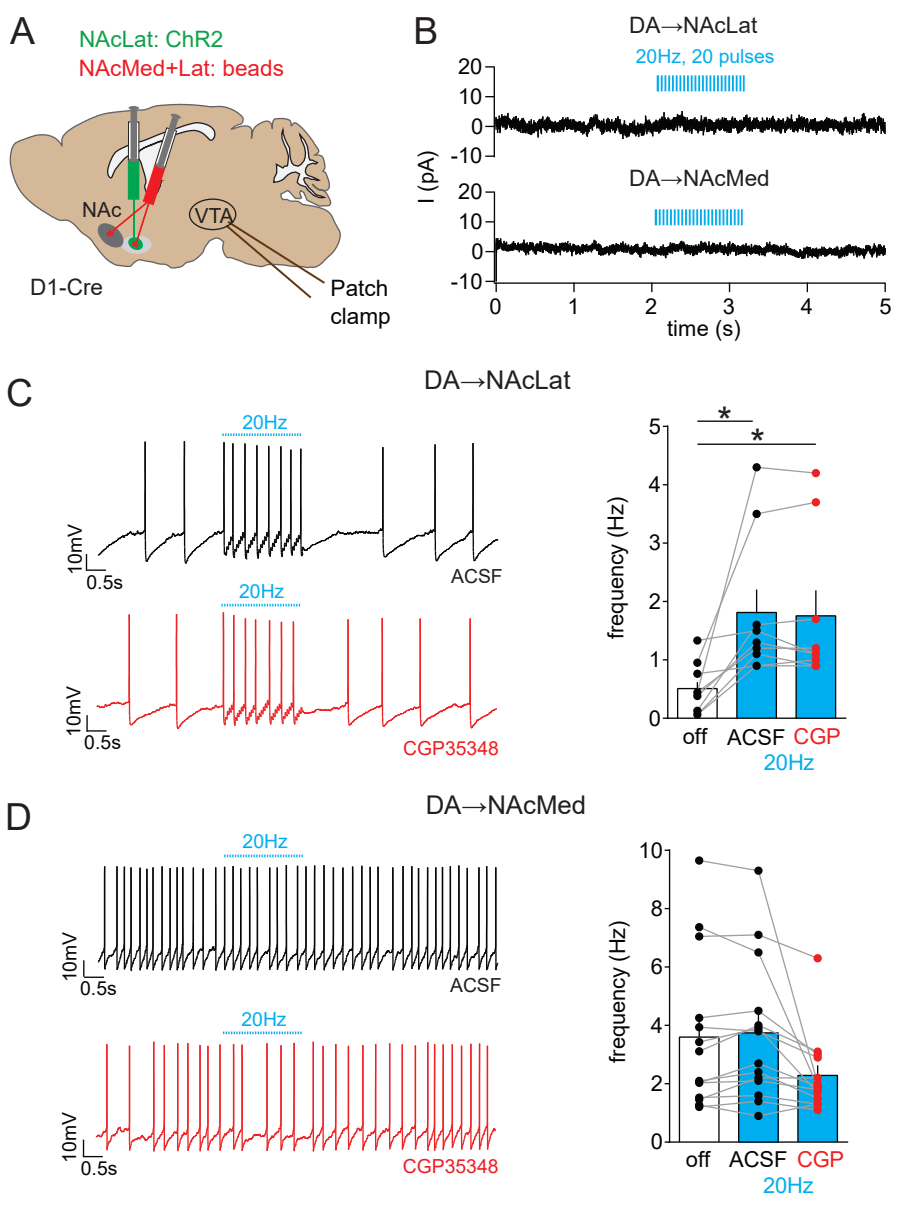 A
NAcLat: ChR2
NAcMed+Lat: beads
NAc
VTA
D1-Cre
Patch
clamp
B
DA→NAcLat
20Hz, 20 pulses
20
10
0
-10
I (pA)
DA→NAcMed
20
10
0
-10
0 1 2 3 4 5
time (s)
C
DA→NAcLat
20Hz
10mV
0.5s
ACSF
20Hz
10mV
0.5s
CGP35348
* 
*
5
4
3
2
1
0
frequency (Hz)
off ACSF CGP
20Hz
D
DA→NAcMed
20Hz
10mV
0.5s
ACSF
20Hz
10mV
0.5s
CGP35348
10
8
6
4
2
0
frequency (Hz)
off ACSF CGP
20Hz